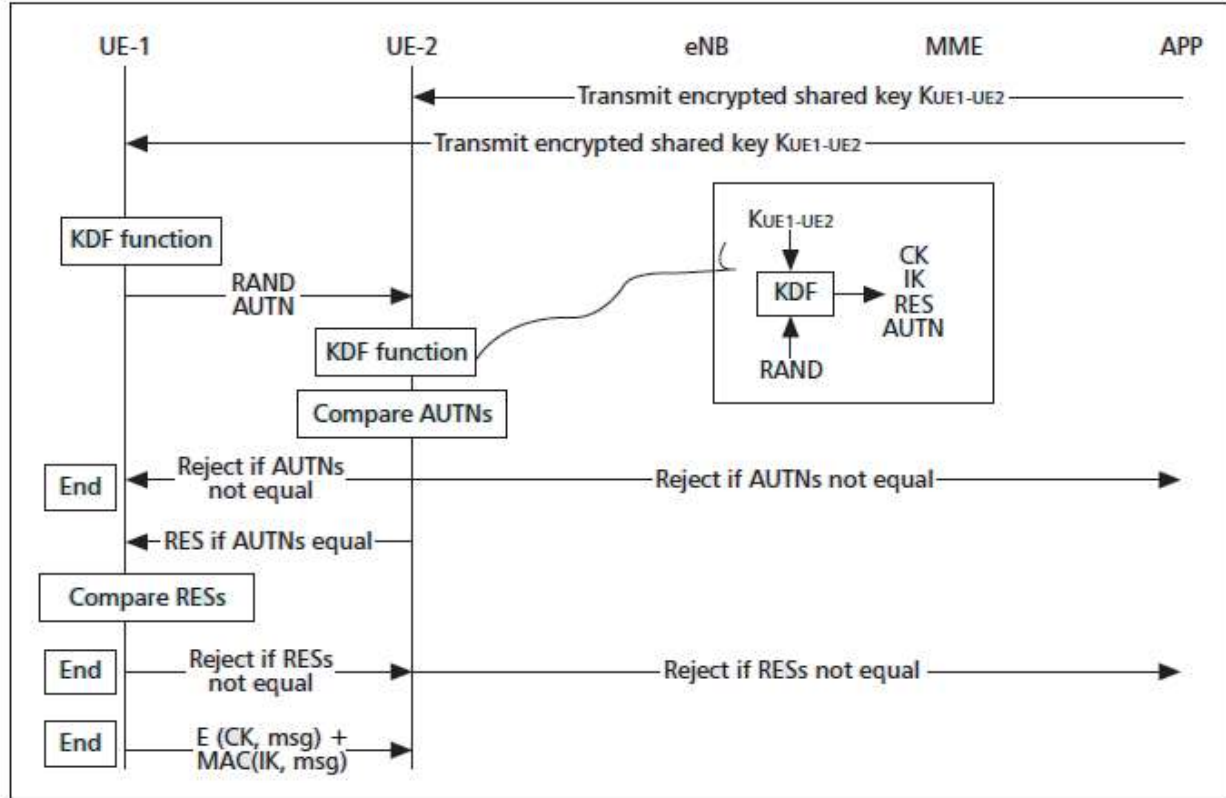 UE-1 UE-2 eNB MME APP
Transmit encrypted shared key KUE1-UE2
Transmit encrypted shared key KUE1-UE2
KDF function
RAND
AUTN
KDF function
Compare AUTNs
KUE1-UE2
KDF
RAND
CK
IK
RES
AUTN
End
Reject if AUTNs
not equal
Reject if AUTNs not equal
RES if AUTNs equal
Compare RESs
End
Reject if RESs
not equal
Reject if RESs not equal
End
E (CK, msg) +
MAC(IK, msg)